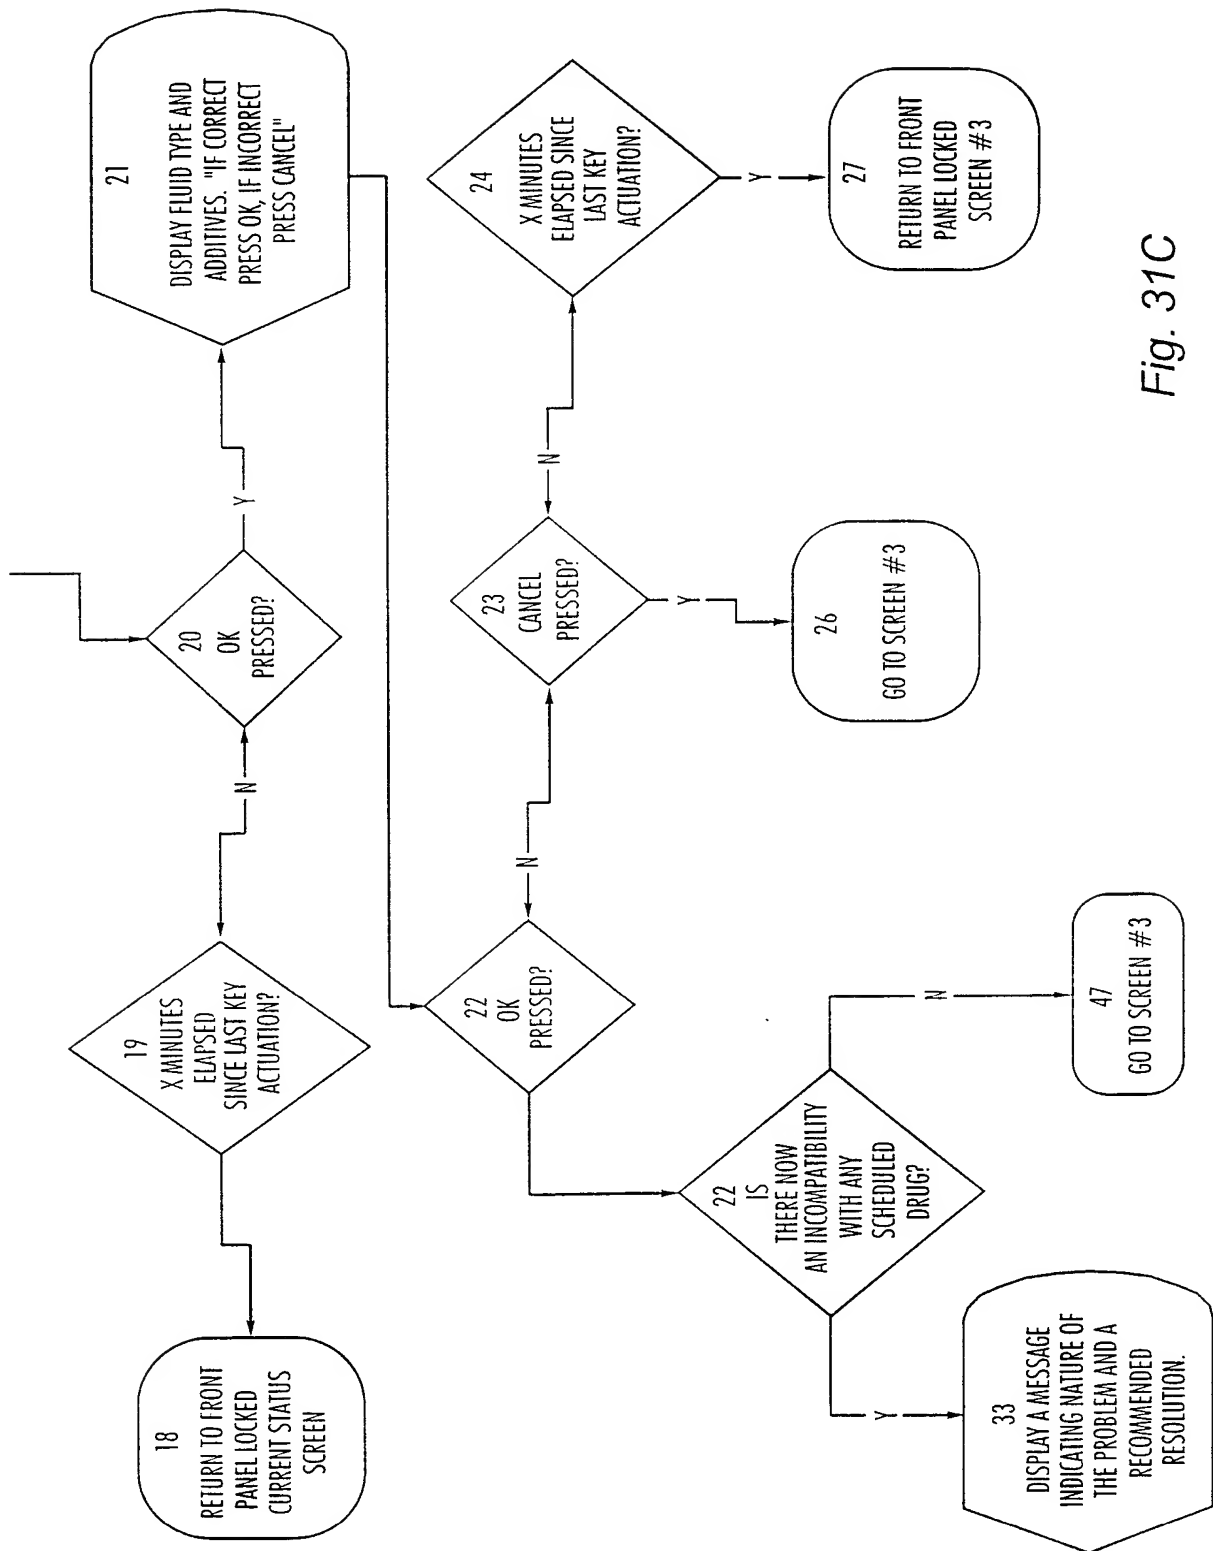 18
RETURN TO FRONT
PANEL LOCKED
CURRENT STATUS
SCREEN
19
X MINUTES
ELAPSED
SINCE LAST KEY
ACTUATION?
N
20
OK
PRESSED?
Y
21
DISPLAY FLUID TYPE AND
ADDITIVES. "IF CORRECT
PRESS OK, IF INCORRECT
PRESS CANCEL"
22
OK
PRESSED?
N
23
CANCEL
PRESSED?
N
24
X MINUTES
ELAPSED SINCE
LAST KEY
ACTUATION?
Y
Y
22
IS
THERE NOW
AN INCOMPATIBILITY
WITH ANY
SCHEDULED
DRUG?
N
Y
26
GO TO SCREEN #3
27
RETURN TO FRONT
PANEL LOCKED
SCREEN #3
33
DISPLAY A MESSAGE
INDICATING NATURE OF
THE PROBLEM AND A
RECOMMENDED
RESOLUTION.
47
GO TO SCREEN #3
Fig. 31C